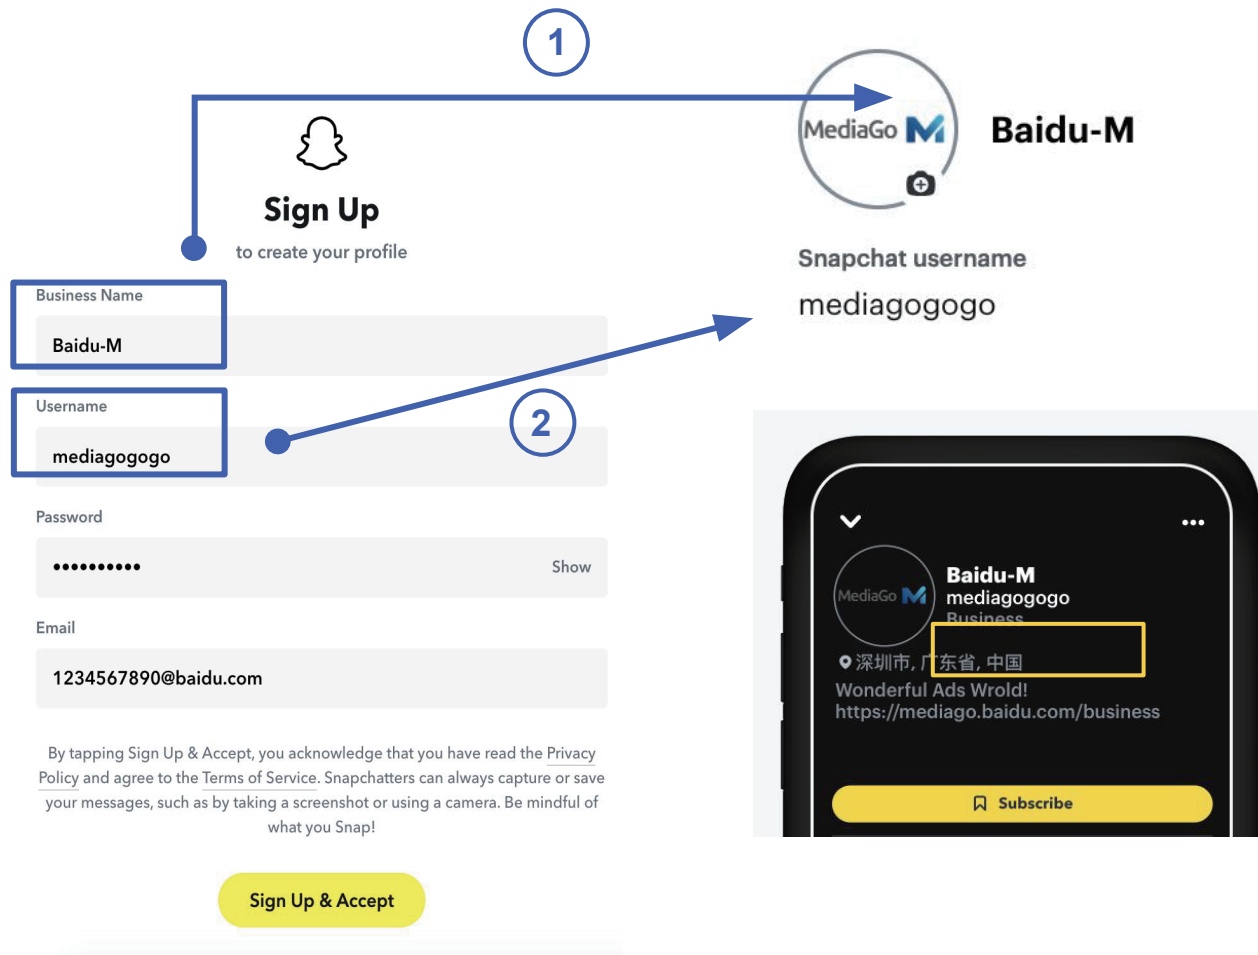 1
MediaGo
Baidu-M
Sign Up
to create your profile
Snapchat username
mediagogogo
Business Name
Baidu-M
Username
mediagogogo
2
Password
••••••••••
Show
Email
1234567890@baidu.com
By tapping Sign Up & Accept, you acknowledge that you have read the Privacy
Policy and agree to the Terms of Service. Snapchatters can always capture or save
your messages, such as by taking a screenshot or using a camera. Be mindful of
what you Snap!
Sign Up & Accept
MediaGo
Baidu-M
mediagogogo
Business
深圳市, 广东省, 中国
Wonderful Ads Wrold!
https://mediago.baidu.com/business
Subscribe